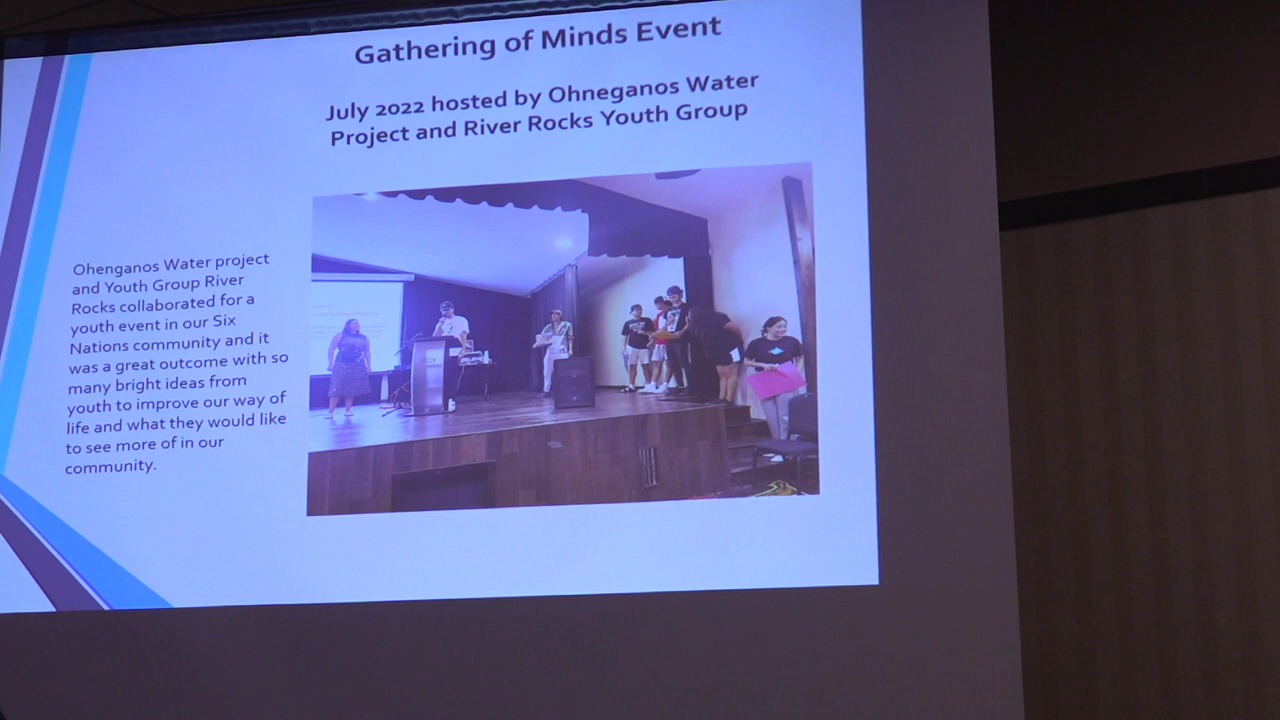 Gathering of Minds Event
July 2022 hosted by Ohneganos Water
Project and River Rocks Youth Group
Ohenganos Water project
and Youth Group River
Rocks collaborated for a
youth event in our Six
Nations community and it
was a great outcome with so
many bright ideas from
youth to improve our way of
life and what they would like
to see more of in our
community.